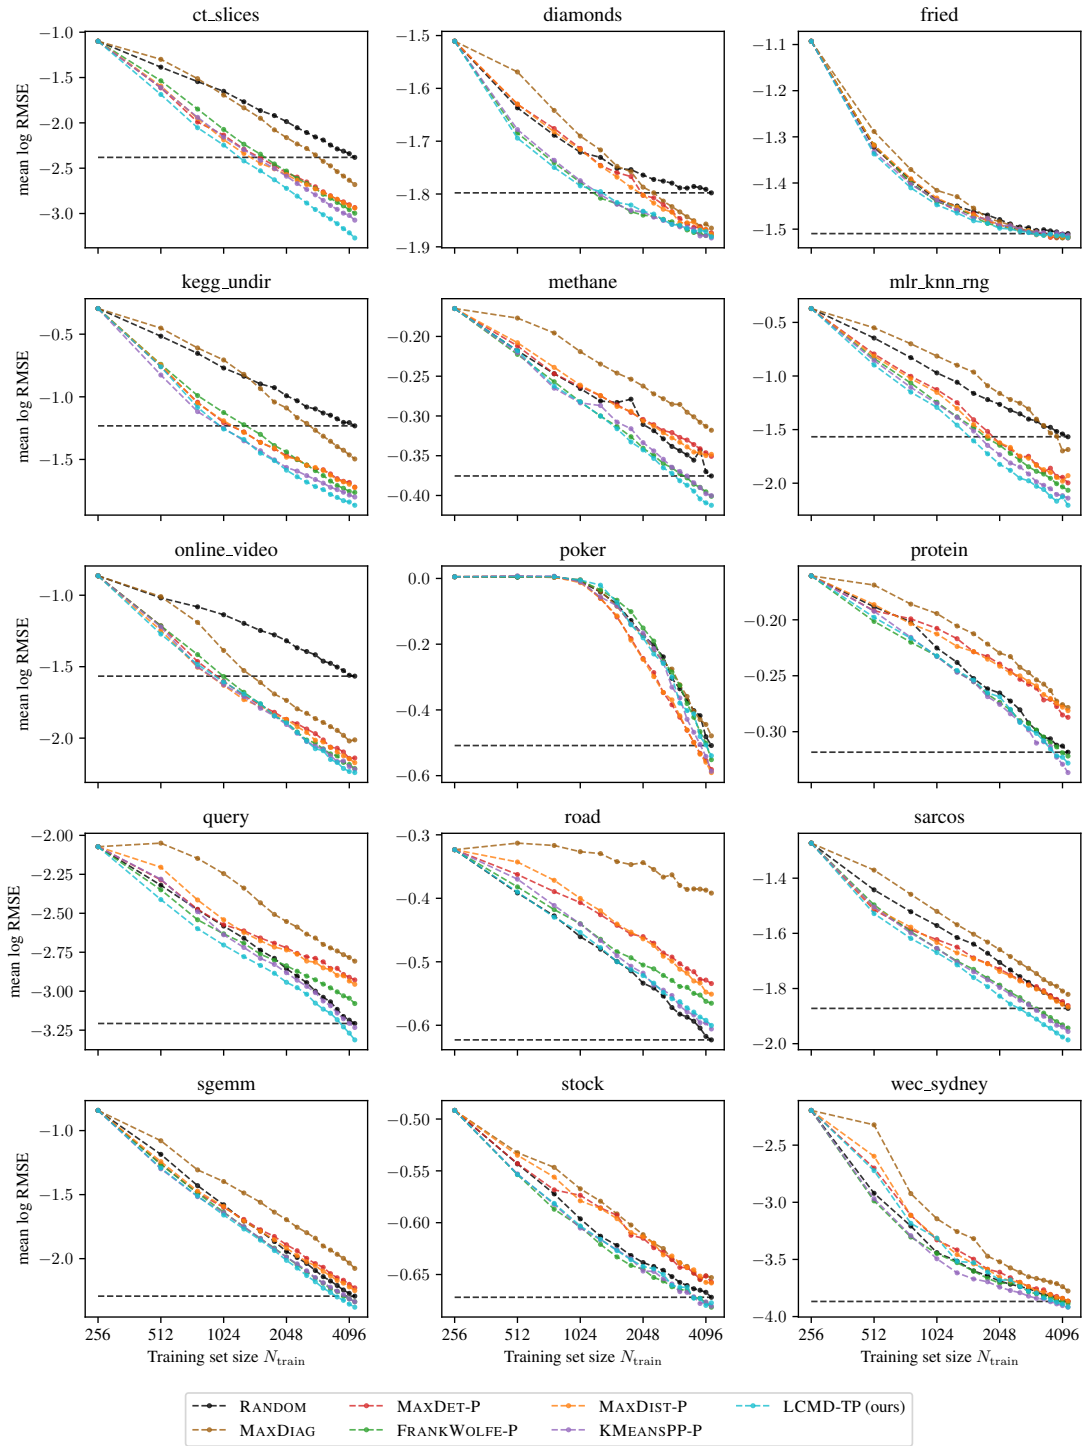 ct_slices
diamonds
fried
mean log RMSE
−1.0
−1.5
−2.0
−2.5
−3.0
−1.5
−1.6
−1.7
−1.8
−1.9
−1.1
−1.2
−1.3
−1.4
−1.5
kegg_undir
methane
mlr_knn_rng
mean log RMSE
−0.5
−1.0
−1.5
−0.20
−0.25
−0.30
−0.35
−0.40
−0.5
−1.0
−1.5
−2.0
online_video
poker
protein
mean log RMSE
−1.0
−1.5
−2.0
0.0
−0.2
−0.4
−0.6
−0.20
−0.25
−0.30
query
road
sarcos
mean log RMSE
−2.00
−2.25
−2.50
−2.75
−3.00
−3.25
−0.3
−0.4
−0.5
−0.6
−1.4
−1.6
−1.8
−2.0
sgemm
stock
wec_sydney
mean log RMSE
−1.0
−1.5
−2.0
−0.50
−0.55
−0.60
−0.65
−2.5
−3.0
−3.5
−4.0
256 512 1024 2048 4096
256 512 1024 2048 4096
256 512 1024 2048 4096
Training set size N_train
Training set size N_train
Training set size N_train
RANDOM MAXDET-P MAXDIST-P LCMD-TP (ours)
MAXDIAG FRANKWOLFE-P KMEANSPP-P